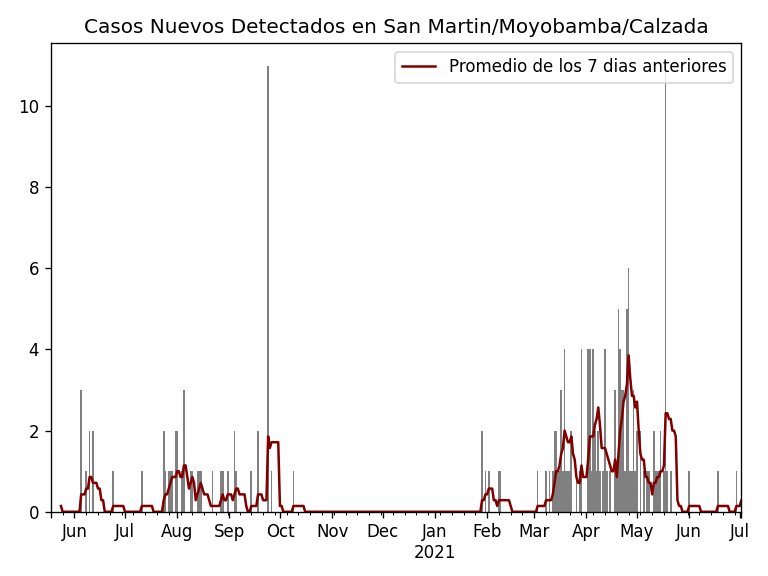 Casos Nuevos Detectados en San Martin/Moyobamba/Calzada
Promedio de los 7 dias anteriores
10
8
6
4
2
0
Jun Jul Aug Sep Oct Nov Dec Jan Feb Mar Apr May Jun Jul
2021